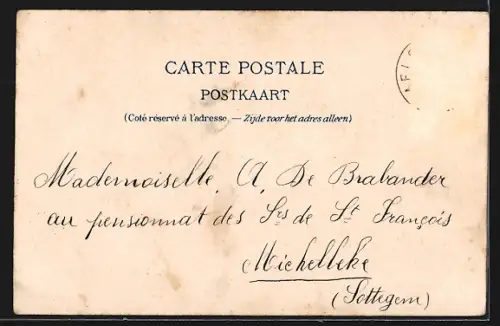 CARTE POSTALE
POSTKAART
(Coté réservé à l'adresse. — Zijde voor het adres alleen)
Mademoiselle A. De Brabander
au pensionnat des Srs de St François
Michelleke
(Sottegem)